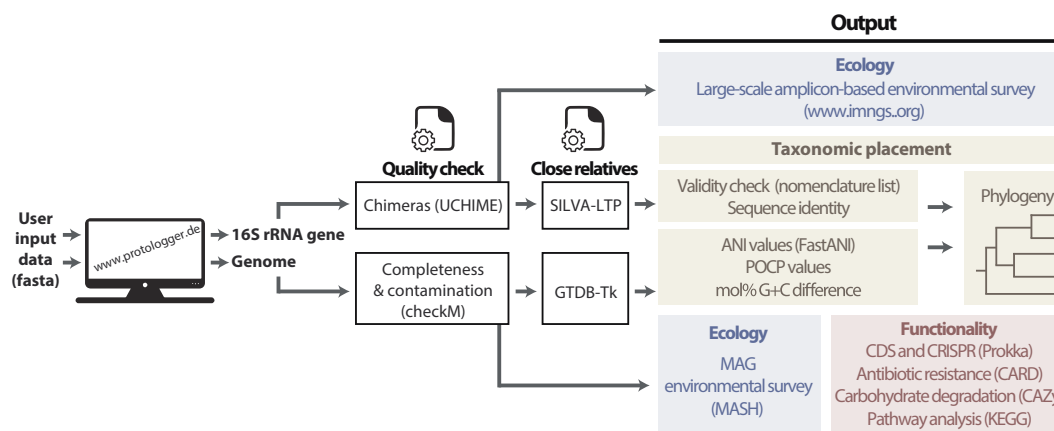 Output
Ecology
Large-scale amplicon-based environmental survey
(www.imngs..org)
Quality check
Close relatives
Taxonomic placement
User
input
data
(fasta)
www.protologger.de
16S rRNA gene
Genome
Chimeras (UCHIME)
SILVA-LTP
Validity check (nomenclature list)
Sequence identity
Phylogeny
Completeness
& contamination
(checkM)
GTDB-Tk
ANI values (FastANI)
POCP values
mol% G+C difference
Ecology
MAG
environmental survey
(MASH)
Functionality
CDS and CRISPR (Prokka)
Antibiotic resistance (CARD)
Carbohydrate degradation (CAZy
Pathway analysis (KEGG)